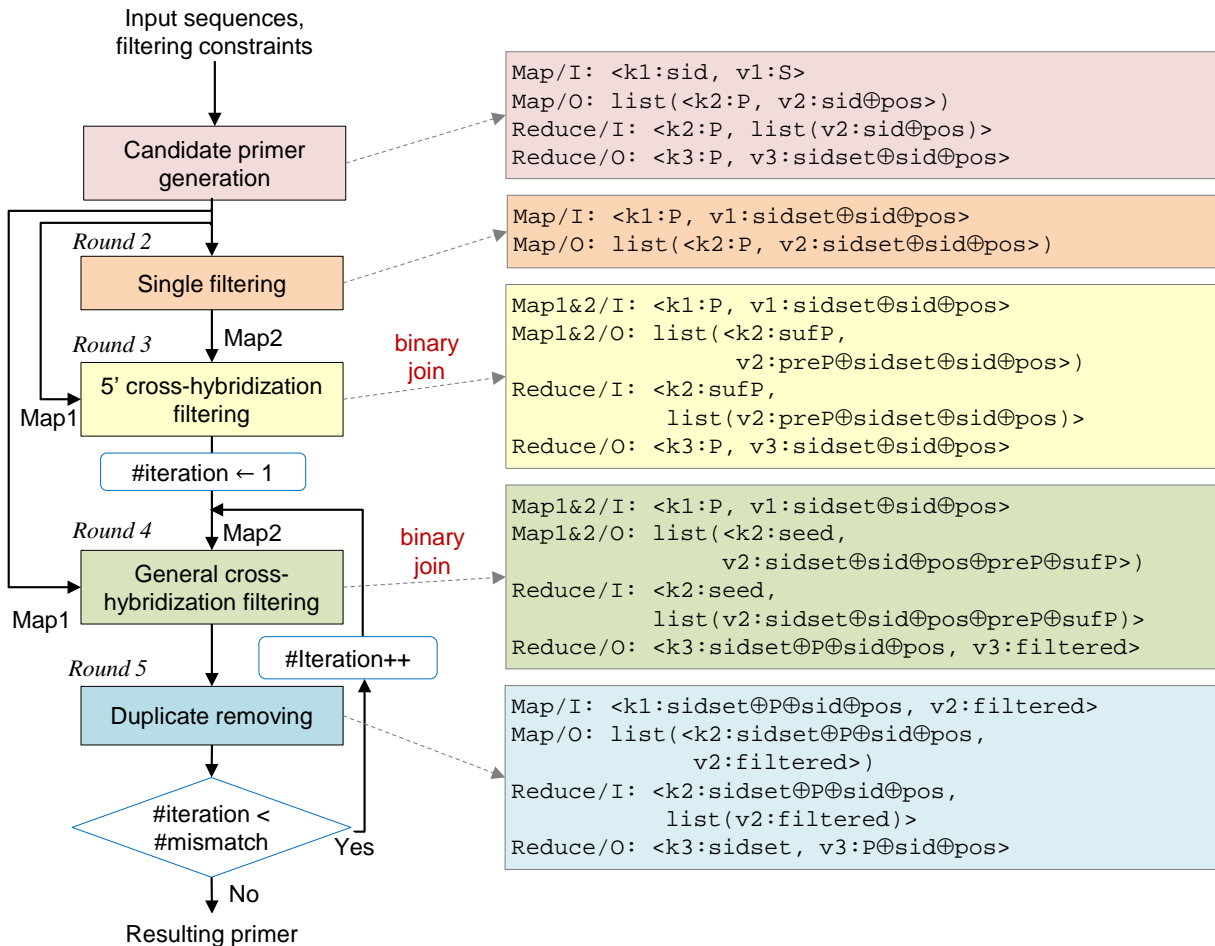 Input sequences,
filtering constraints
Candidate primer
generation
Round 2
Single filtering
Map2
Round 3
5’ cross-hybridization
filtering
Map1
binary
join
#iteration ← 1
Round 4
Map2
General cross-
hybridization filtering
Map1
binary
join
#Iteration++
Round 5
Duplicate removing
#iteration <
#mismatch
Yes
No
Resulting primer
Map/I: <k1:sid, v1:S>
Map/O: list(<k2:P, v2:sid⊕pos>)
Reduce/I: <k2:P, list(v2:sid⊕pos)>
Reduce/O: <k3:P, v3:sidset⊕sid⊕pos>
Map/I: <k1:P, v1:sidset⊕sid⊕pos>
Map/O: list(<k2:P, v2:sidset⊕sid⊕pos>)
Map1&2/I: <k1:P, v1:sidset⊕sid⊕pos>
Map1&2/O: list(<k2:sufP,
v2:preP⊕sidset⊕sid⊕pos>)
Reduce/I: <k2:sufP,
list(v2:preP⊕sidset⊕sid⊕pos)>
Reduce/O: <k3:P, v3:sidset⊕sid⊕pos>
Map1&2/I: <k1:P, v1:sidset⊕sid⊕pos>
Map1&2/O: list(<k2:seed,
v2:sidset⊕sid⊕pos⊕preP⊕sufP>)
Reduce/I: <k2:seed,
list(v2:sidset⊕sid⊕pos⊕preP⊕sufP)>
Reduce/O: <k3:sidset⊕P⊕sid⊕pos, v3:filtered>
Map/I: <k1:sidset⊕P⊕sid⊕pos, v2:filtered>
Map/O: list(<k2:sidset⊕P⊕sid⊕pos,
v2:filtered>)
Reduce/I: <k2:sidset⊕P⊕sid⊕pos,
list(v2:filtered)>
Reduce/O: <k3:sidset, v3:P⊕sid⊕pos>